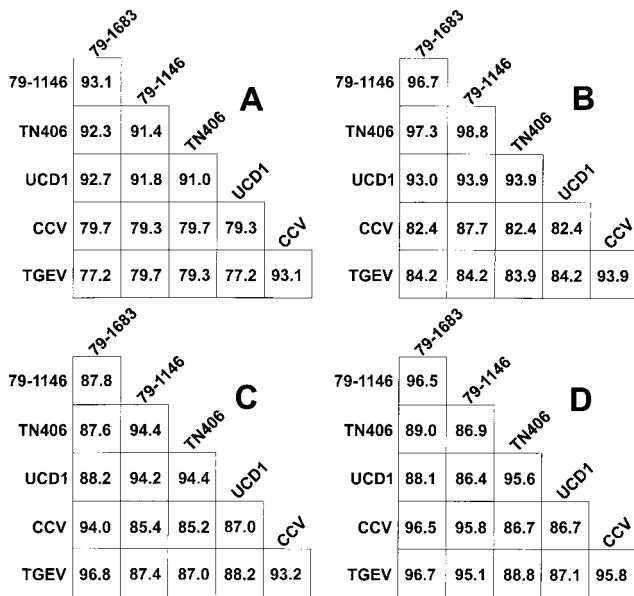 79-1683
79-1146 93.1 79-1146 A
TN406 92.3 91.4 TN406
UCD1 92.7 91.8 91.0 UCD1
CCV 79.7 79.3 79.7 79.3 CCV
TGEV 77.2 79.7 79.3 77.2 93.1
79-1683
79-1146 96.7 79-1146 B
TN406 97.3 98.8 TN406
UCD1 93.0 93.9 93.9 UCD1
CCV 82.4 87.7 82.4 82.4 CCV
TGEV 84.2 84.2 83.9 84.2 93.9
79-1683
79-1146 87.8 79-1146 C
TN406 87.6 94.4 TN406
UCD1 88.2 94.2 94.4 UCD1
CCV 94.0 85.4 85.2 87.0 CCV
TGEV 96.8 87.4 87.0 88.2 93.2
79-1683
79-1146 96.5 79-1146 D
TN406 89.0 86.9 TN406
UCD1 88.1 86.4 95.6 UCD1
CCV 96.5 95.8 86.7 86.7 CCV
TGEV 96.7 95.1 88.8 87.1 95.8